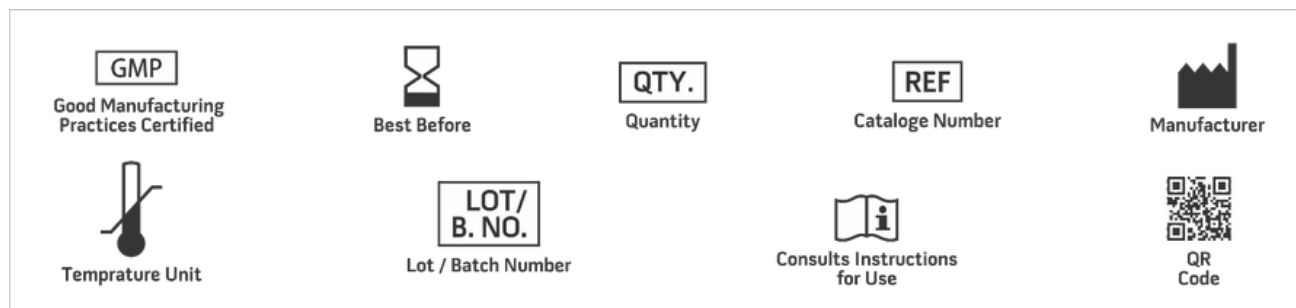 GMP
Good Manufacturing
Practices Certified
Best Before
QTY.
Quantity
REF
Cataloge Number
Manufacturer
Temprature Unit
LOT/
B. NO.
Lot / Batch Number
i
Consults Instructions
for Use
QR
Code